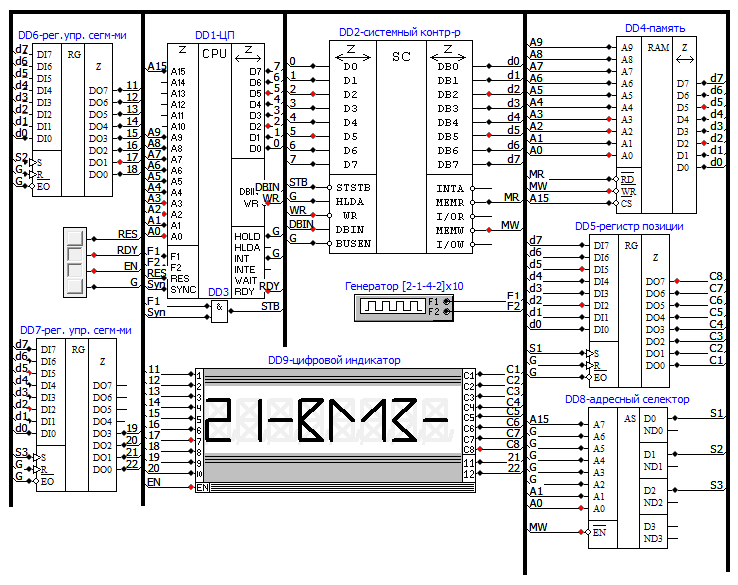 DD6-рег.упр. сегм-ми
d7
d6
d5
d4
d3
d2
d1
d0
S2
G
G
DI7
DI6
DI5
DI4
DI3
DI2
DI1
DI0
S
R
EO
RG
Z
DO7
DO6
DO5
DO4
DO3
DO2
DO1
DO0
11
12
13
14
15
16
17
18
DD1-ЦП
A15
A9
A8
A7
A6
A5
A4
A3
A2
A1
A0
F1
F2
RES
Syn
Z
CPU
A15
A14
A13
A12
A11
A10
A9
A8
A7
A6
A5
A4
A3
A2
A1
A0
F1
F2
RES
SYNC
D7
D6
D5
D4
D3
D2
D1
D0
DBIN
WR
HOLD
HLDA
INT
INTE
WAIT
RDY
7
6
5
4
3
2
1
0
DBIN
WR
G
G
RDY
RES
RDY
EN
G
DD3
F1
Syn
&
STB
DD2-системный контр-р
0
1
2
3
4
5
6
7
STB
G
WR
DBIN
G
Z
SC
Z
D0
D1
D2
D3
D4
D5
D6
D7
STSTB
HLDA
WR
DBIN
BUSEN
DB0
DB1
DB2
DB3
DB4
DB5
DB6
DB7
INTA
MEMR
I/OR
MEMW
I/OW
d0
d1
d2
d3
d4
d5
d6
d7
MR
MW
Генератор [2-1-4-2]x10
F1
F2
F1
F2
DD4-память
A9
A8
A7
A6
A5
A4
A3
A2
A1
A0
MR
MW
A15
A9
A8
A7
A6
A5
A4
A3
A2
A1
A0
RD
WR
CS
RAM
Z
D7
D6
D5
D4
D3
D2
D1
D0
d7
d6
d5
d4
d3
d2
d1
d0
DD5-регистр позиции
d7
d6
d5
d4
d3
d2
d1
d0
S1
G
G
DI7
DI6
DI5
DI4
DI3
DI2
DI1
DI0
S
R
EO
RG
Z
DO7
DO6
DO5
DO4
DO3
DO2
DO1
DO0
C8
C7
C6
C5
C4
C3
C2
C1
DD7-рег. упр. сегм-ми
d7
d6
d5
d4
d3
d2
d1
d0
S3
G
G
DI7
DI6
DI5
DI4
DI3
DI2
DI1
DI0
S
R
EO
RG
Z
DO7
DO6
DO5
DO4
DO3
DO2
DO1
DO0
19
20
21
22
DD9-цифровой индикатор
11
12
13
14
15
16
17
18
19
20
EN
1
2
3
4
5
6
7
8
9
10
EN
C1
C2
C3
C4
C5
C6
C7
C8
11
12
C1
C2
C3
C4
C5
C6
C7
C8
21
22
DD8-адресный селектор
A15
G
G
G
G
G
A1
A0
MW
A7
A6
A5
A4
A3
A2
A1
A0
EN
AS
D0
ND0
D1
ND1
D2
ND2
D3
ND3
S1
S2
S3